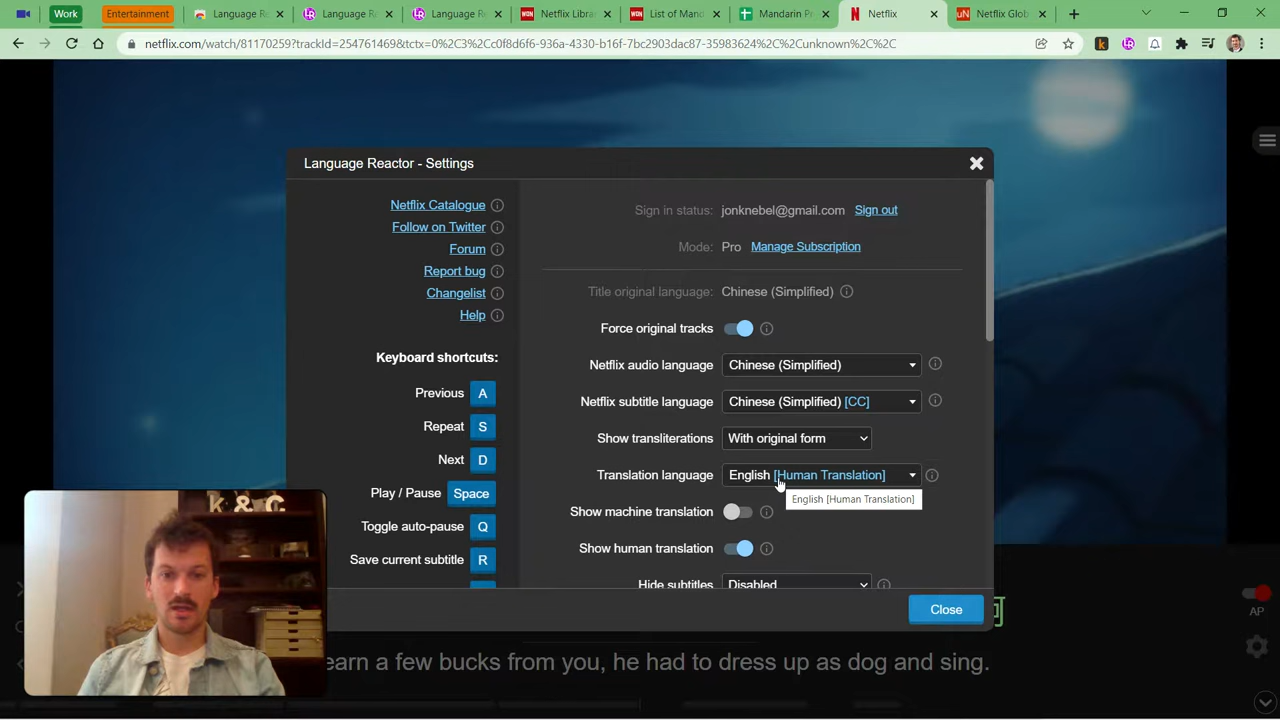 Work
Entertainment
Language Re
Language Re
Language Re
Netflix Libra
List of Mand
Mandarin Pr
Netflix
Netflix Glob
netflix.com/watch/81170259?trackId=254761469&tctx=0%2C3%2Cc0f8d6f6-936a-4330-b16f-7bc2903dac87-35983624%2C%2Cunknown%2C%2C
Language Reactor - Settings
Netflix Catalogue
Follow on Twitter
Forum
Report bug
Changelist
Help
Keyboard shortcuts:
Previous A
Repeat S
Next D
Play / Pause Space
Toggle auto-pause Q
Save current subtitle R
Sign in status: jonknebel@gmail.com Sign out
Mode: Pro Manage Subscription
Title original language: Chinese (Simplified)
Force original tracks
Netflix audio language Chinese (Simplified)
Netflix subtitle language Chinese (Simplified) [CC]
Show transliterations With original form
Translation language English [Human Translation]
English [Human Translation]
Show machine translation
Show human translation
Hide subtitles Disabled
Close
AP
k & c
earn a few bucks from you, he had to dress up as dog and sing.